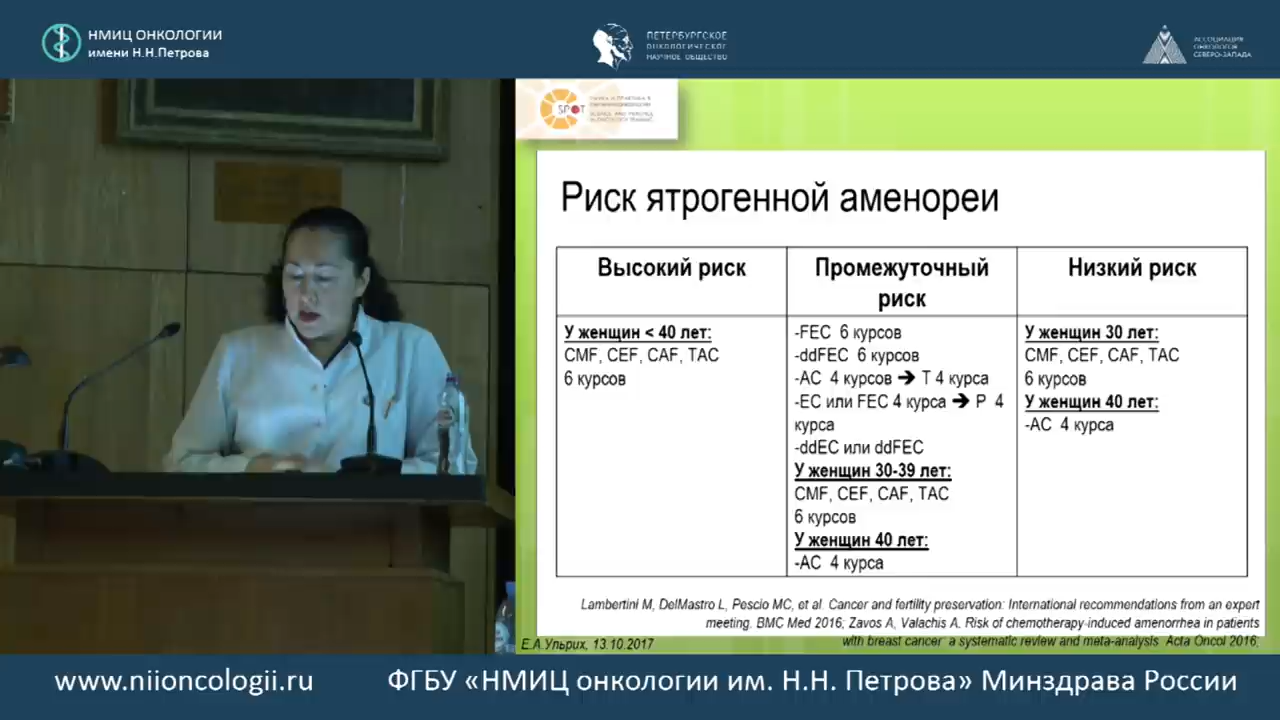 НМИЦ ОНКОЛОГИИ
имени Н.Н.Петрова
ПЕТЕРБУРГСКОЕ
ОНКОЛОГИЧЕСКОЕ
НАУЧНОЕ ОБЩЕСТВО
АССОЦИАЦИЯ
ОНКОЛОГОВ
СЕВЕРО-ЗАПАДА
SPOT
Риск ятрогенной аменореи
Высокий риск
У женщин < 40 лет:
CMF, CEF, CAF, TAC
6 курсов
Промежуточный
риск
-FEC 6 курсов
-ddFEC 6 курсов
-AC 4 курсов ➔ T 4 курса
-EC или FEC 4 курса ➔ P 4
курса
-ddEC или ddFEC
У женщин 30-39 лет:
CMF, CEF, CAF, TAC
6 курсов
У женщин 40 лет:
-AC 4 курса
Низкий риск
У женщин 30 лет:
CMF, CEF, CAF, TAC
6 курсов
У женщин 40 лет:
-AC 4 курса
Lambertini M, DelMastro L, Pescio MC, et al. Cancer and fertility preservation: International recommendations from an expert
meeting. BMC Med 2016; Zavos A, Valachis A. Risk of chemotherapy-induced amenorrhea in patients
with breast cancer: a systematic review and meta-analysis Acta Oncol 2016;
Е.А.Ульрих, 13.10.2017
www.niioncologii.ru
ФГБУ «НМИЦ онкологии им. Н.Н. Петрова» Минздрава России